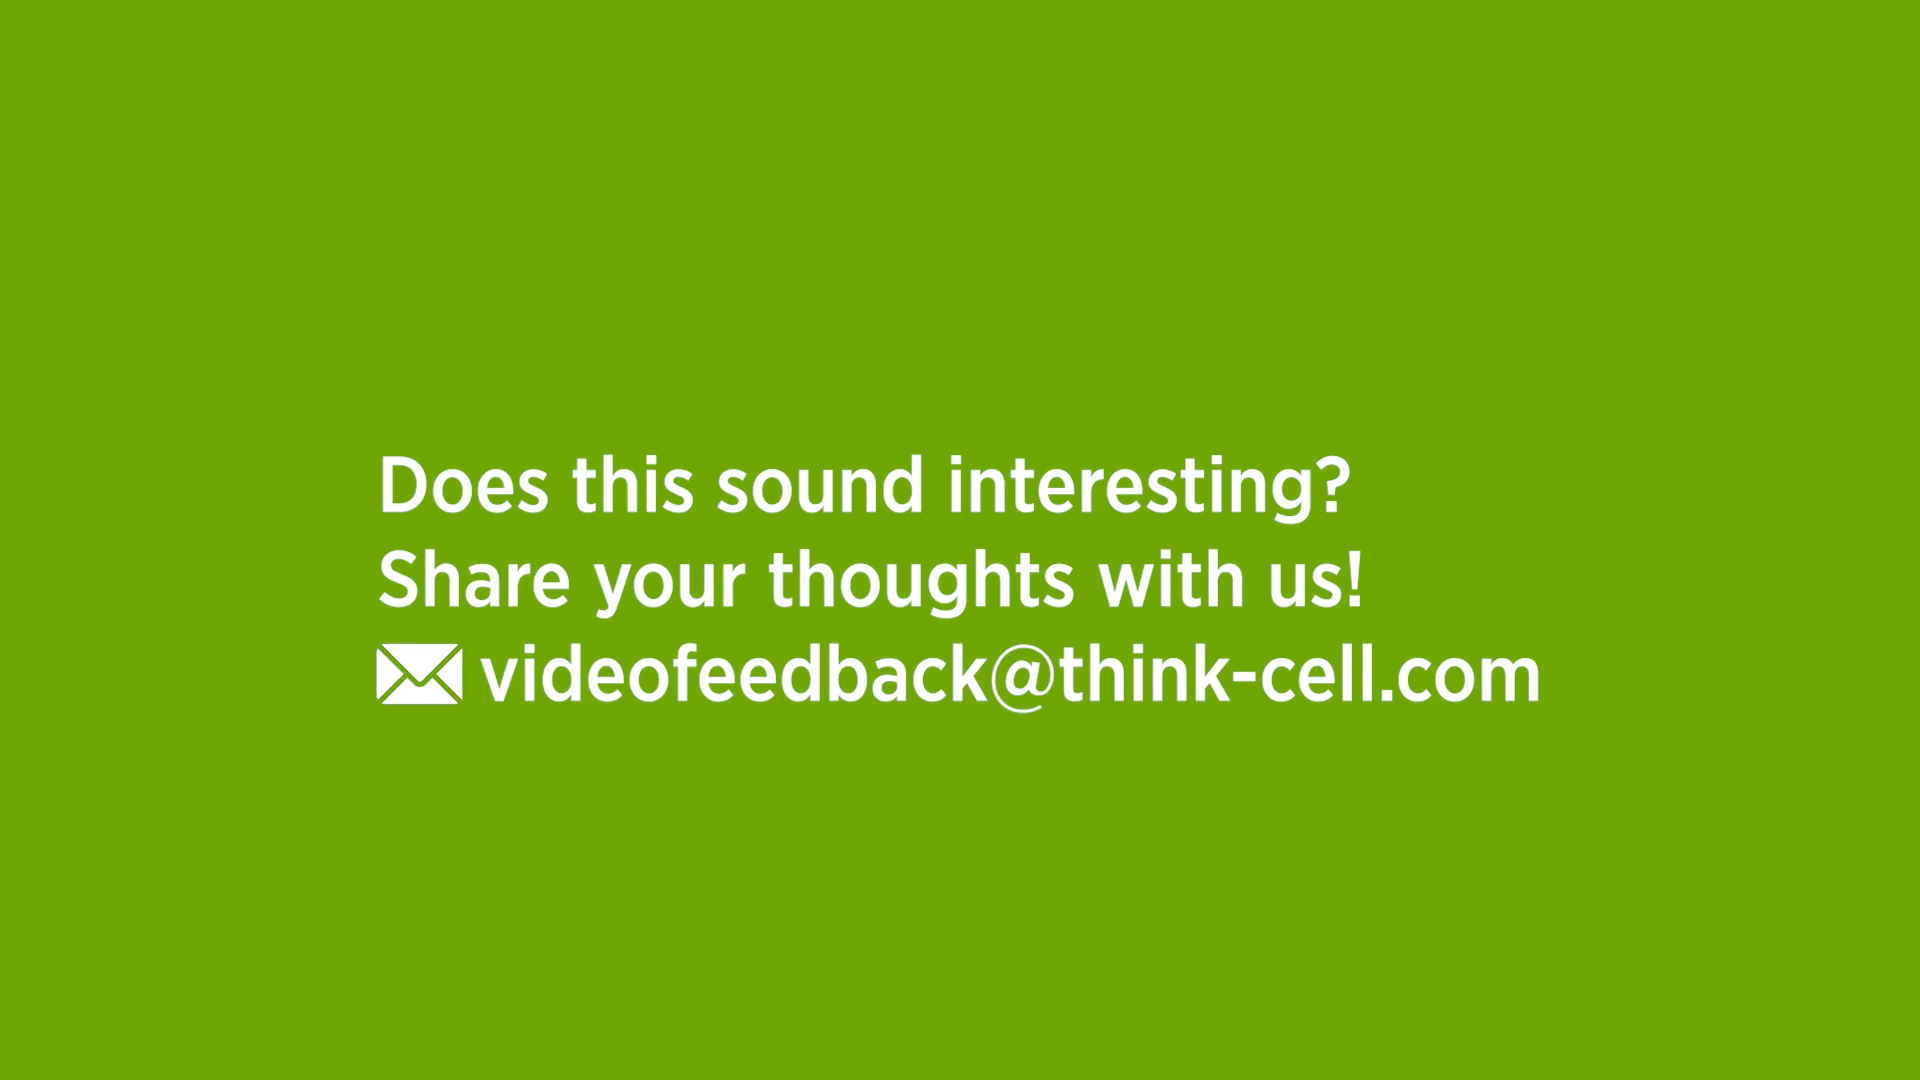 Does this sound interesting?
Share your thoughts with us!
videofeedback@think-cell.com